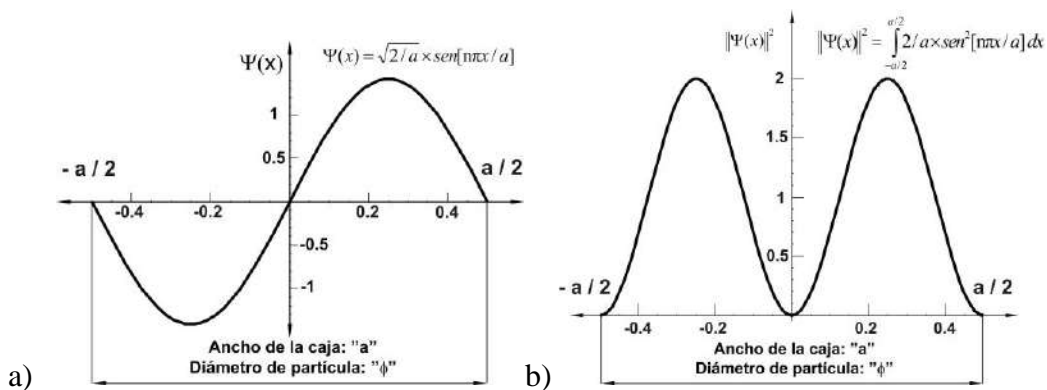 Ψ(x)
Ψ(x) = √2/a × sen[nπx/a]
1
0.5
- a / 2
a / 2
-0.4
-0.2
0.2
0.4
-0.5
-1
Ancho de la caja: "a"
Diámetro de partícula: "ϕ"
a)
‖Ψ(x)‖²
‖Ψ(x)‖² = ∫_{-a/2}^{a/2} 2/a × sen²[nπx/a] dx
2
1.5
1
0.5
- a / 2
a / 2
-0.4
-0.2
0.2
0.4
Ancho de la caja: "a"
Diámetro de partícula: "ϕ"
b)